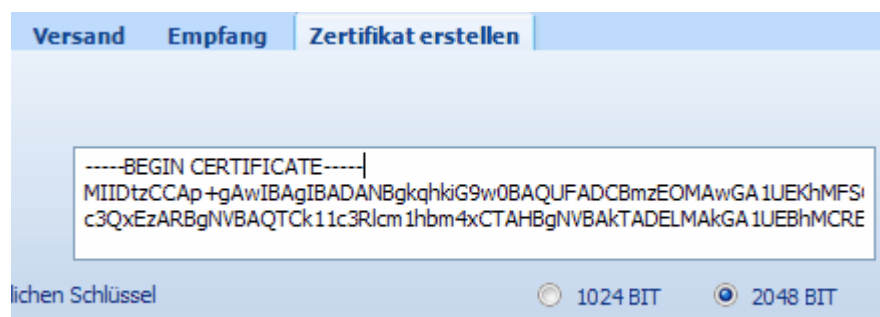 Versand Empfang Zertifikat erstellen
-----BEGIN CERTIFICATE-----
MIIDtzCCAp+gAwIBAgIBADANBgkqhkiG9w0BAQUFADCBmzEOMAwGA1UEKhMFS
c3QxEzARBgNVBAQTCk11c3Rlcm1hbm4xCTAHBgNVBAkTADELMAkGA1UEBhMCRE
lichen Schlüssel 1024 BIT 2048 BIT